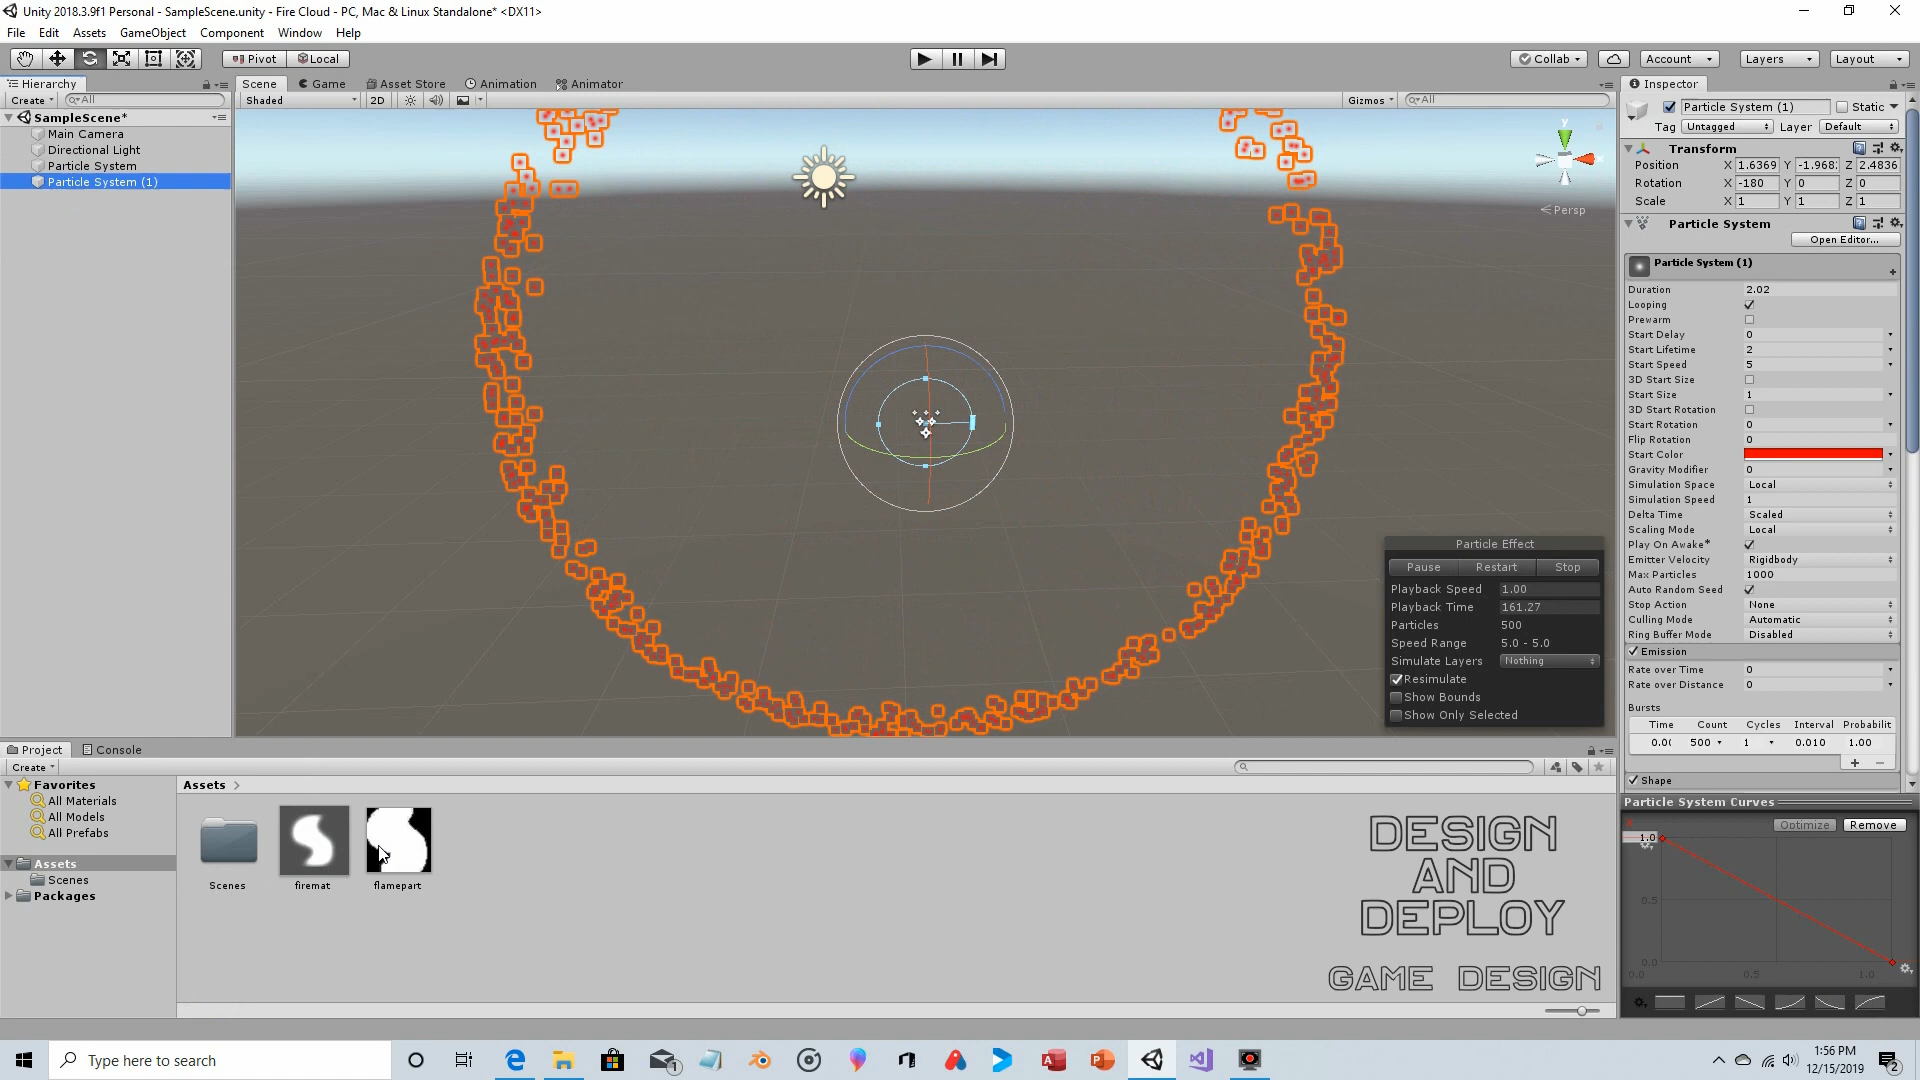 Unity 2018.3.9f1 Personal - SampleScene.unity - Fire Cloud - PC, Mac & Linux Standalone* <DX11>
File Edit Assets GameObject Component Window Help
Pivot Local Collab Account Layers Layout
Hierarchy Scene Game Asset Store Animation Animator Inspector
Create All Shaded 2D Gizmos All
SampleScene*
Main Camera
Directional Light
Particle System
Particle System (1)
y
Persp
Particle Effect
Pause Restart Stop
Playback Speed 1.00
Playback Time 161.27
Particles 500
Speed Range 5.0 - 5.0
Simulate Layers Nothing
Resimulate
Show Bounds
Show Only Selected
Particle System (1) Static
Tag Untagged Layer Default
Transform
Position X 1.6369 Y -1.968 Z 2.4836
Rotation X -180 Y 0 Z 0
Scale X 1 Y 1 Z 1
Particle System
Open Editor...
Particle System (1)
Duration 2.02
Looping
Prewarm
Start Delay 0
Start Lifetime 2
Start Speed 5
3D Start Size
Start Size 1
3D Start Rotation
Start Rotation 0
Flip Rotation 0
Start Color
Gravity Modifier 0
Simulation Space Local
Simulation Speed 1
Delta Time Scaled
Scaling Mode Local
Play On Awake*
Emitter Velocity Rigidbody
Max Particles 1000
Auto Random Seed
Stop Action None
Culling Mode Automatic
Ring Buffer Mode Disabled
Emission
Rate over Time 0
Rate over Distance 0
Bursts
Time Count Cycles Interval Probabilit
0.0 500 1 0.010 1.00
Shape
Particle System Curves
Optimize Remove
1.0
0.5
0.0
0.0 0.5 1.0
Project Console
Create
Favorites
All Materials
All Models
All Prefabs
Assets
Scenes
Packages
Assets
Scenes firemat flamepart
DESIGN
AND
DEPLOY
GAME DESIGN
Type here to search
1:56 PM
12/15/2019